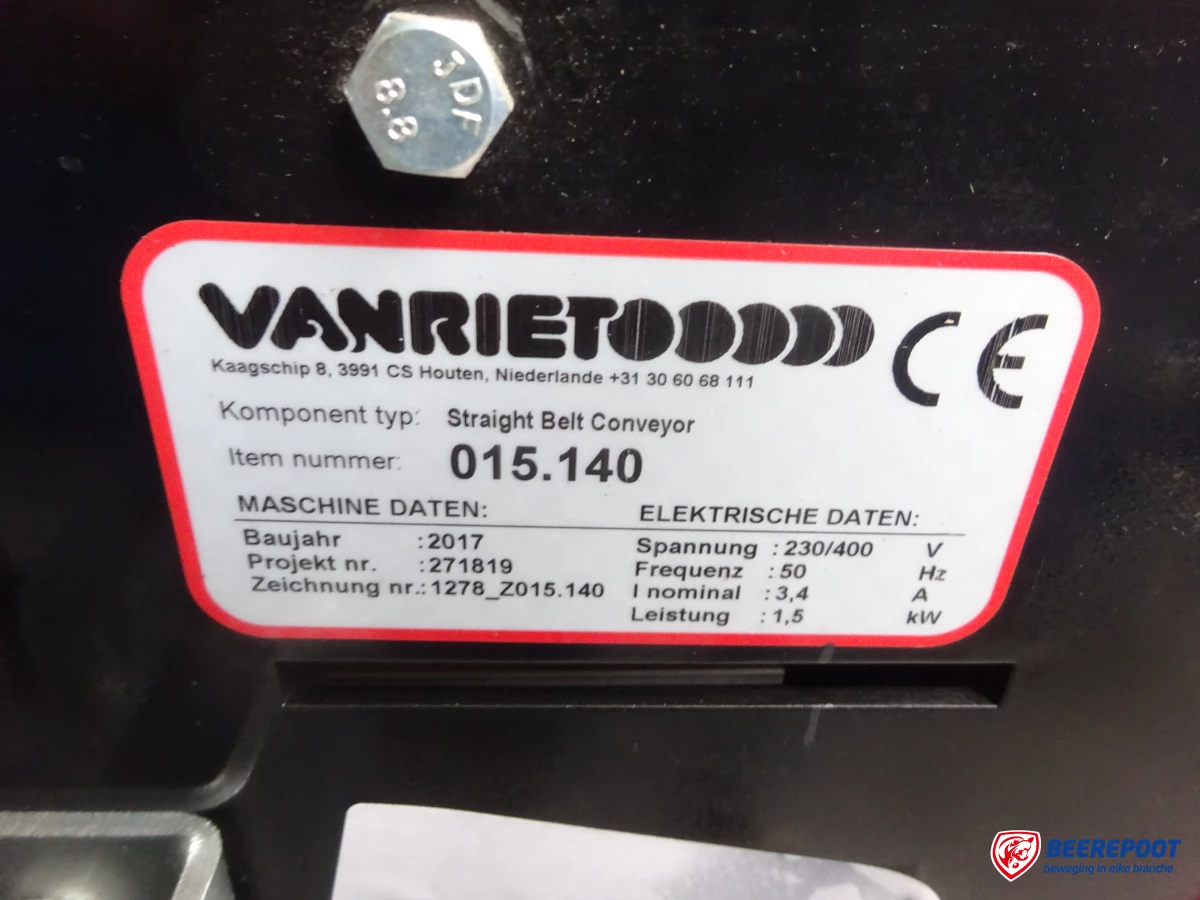 JDF
8.8
VANRIET
CE
Kaagschip 8, 3991 CS Houten, Niederlande +31 30 60 68 111
Komponent typ: Straight Belt Conveyor
Item nummer: 015.140
MASCHINE DATEN:
Baujahr : 2017
Projekt nr. : 271819
Zeichnung nr.: 1278_Z015.140
ELEKTRISCHE DATEN:
Spannung : 230/400 V
Frequenz : 50 Hz
I nominal : 3,4 A
Leistung : 1,5 kW
BEEREPOOT
beweging in elke branche